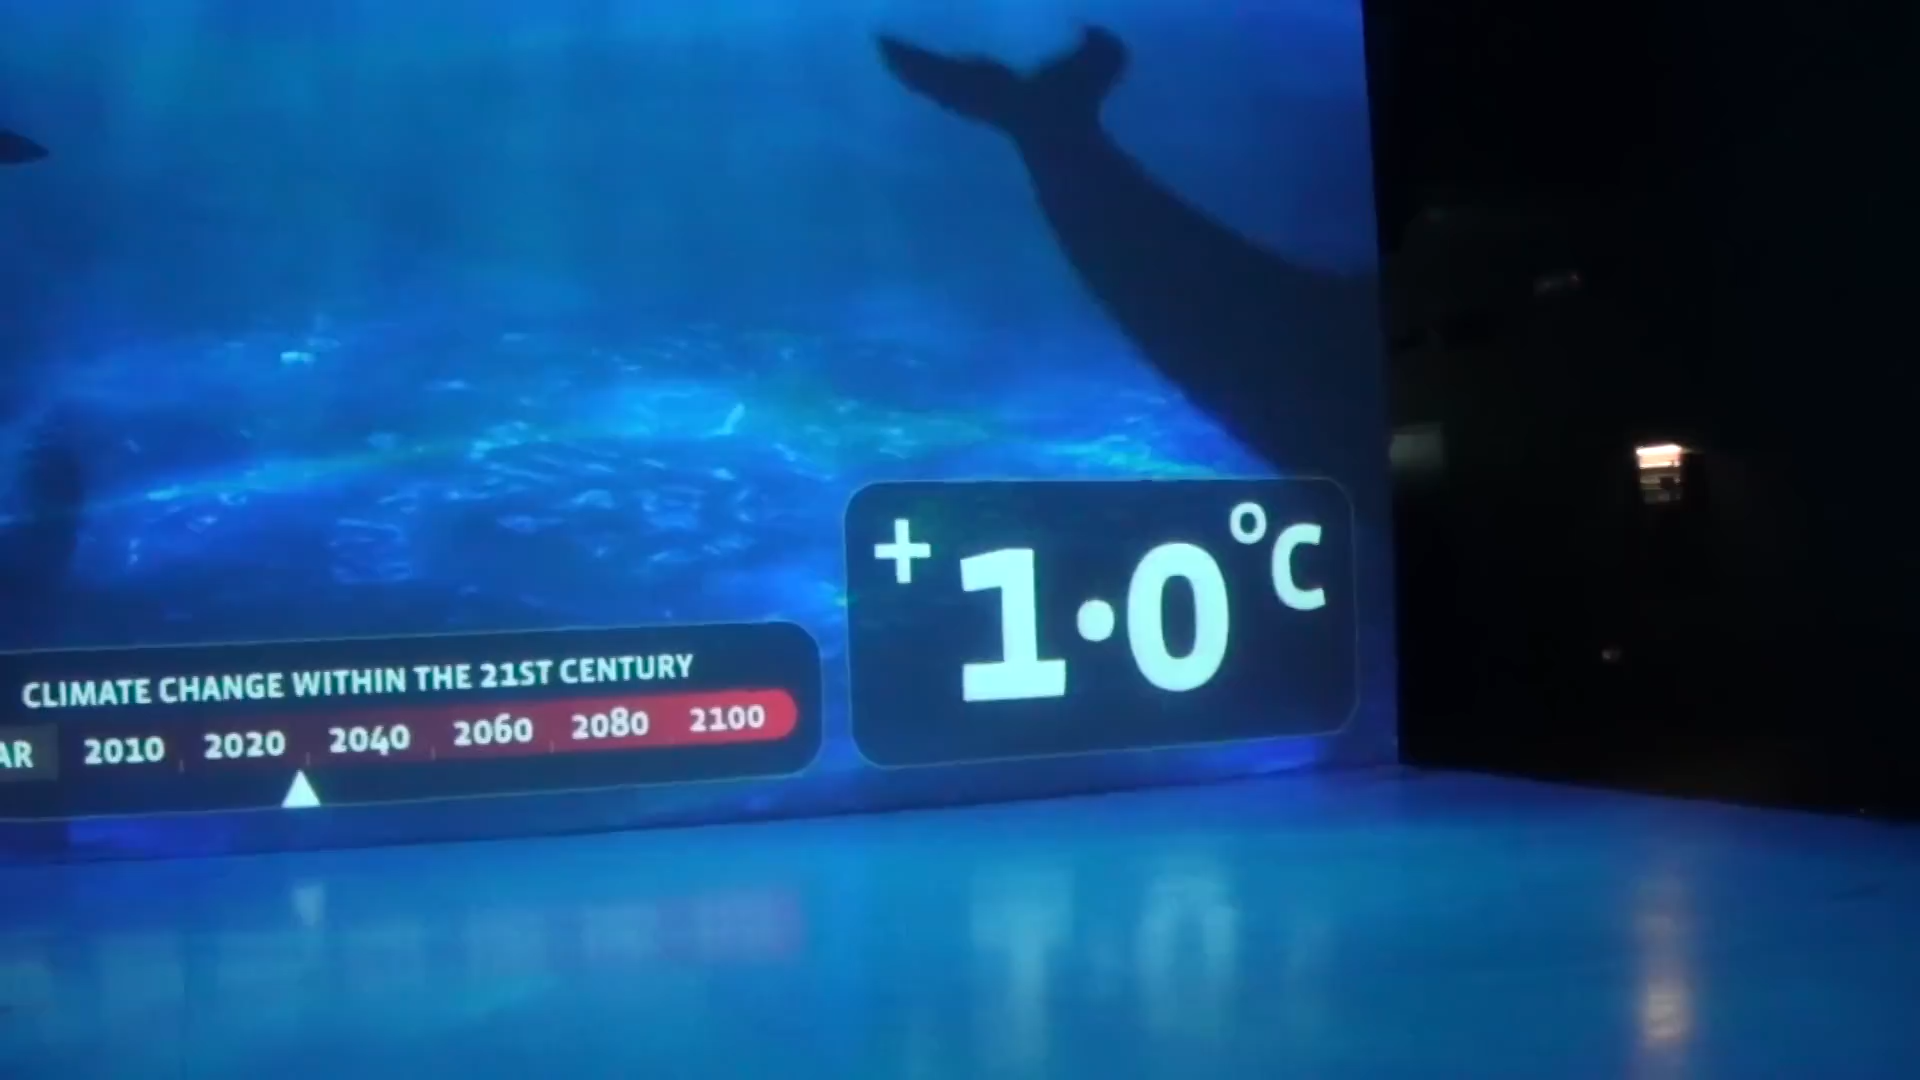 CLIMATE CHANGE WITHIN THE 21ST CENTURY
2010 2020 2040 2060 2080 2100
+1.0°C